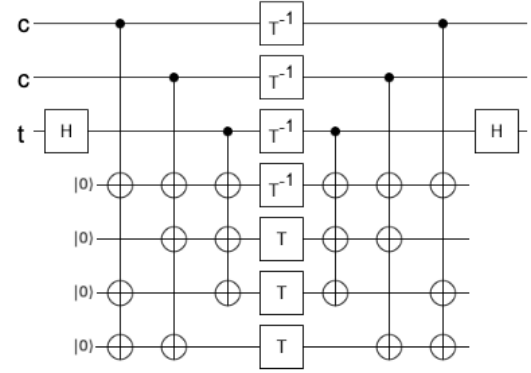 c T⁻¹
c T⁻¹
t H T⁻¹ H
|0⟩ T⁻¹
|0⟩ T
|0⟩ T
|0⟩ T